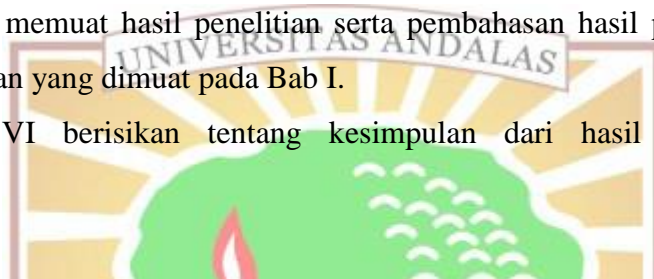 memuat hasil penelitian serta pembahasan hasil
UNIVERSITAS ANDALAS
an yang dimuat pada Bab I.
VI berisikan tentang kesimpulan dari hasil